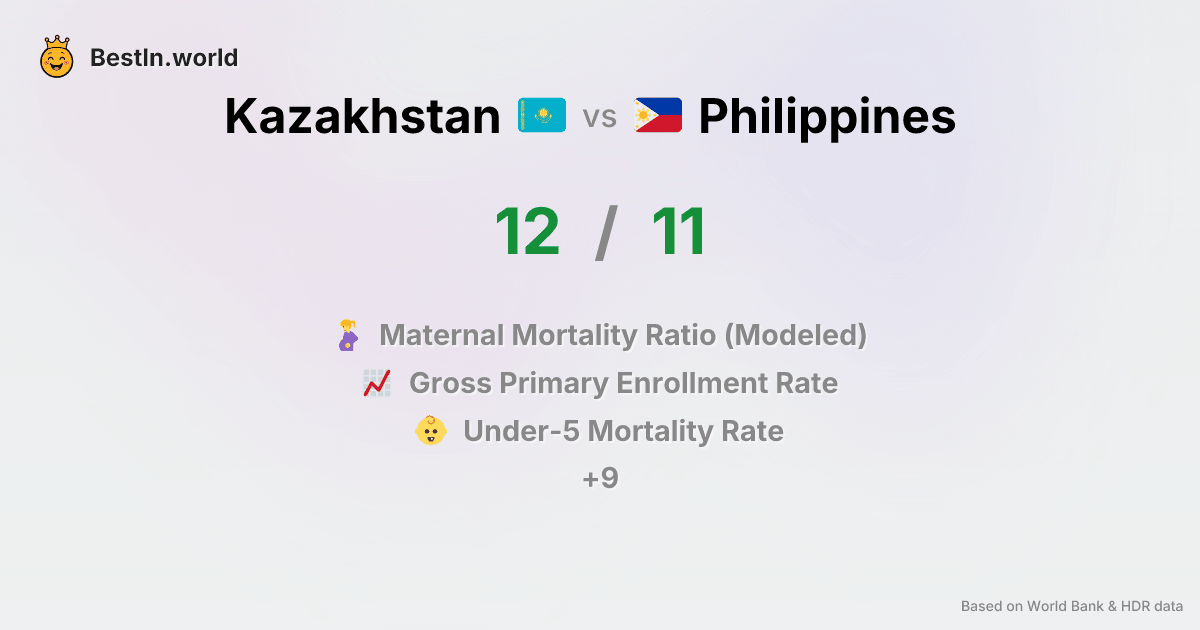 BestIn.world
Kazakhstan vs Philippines
12 / 11
Maternal Mortality Ratio (Modeled)
Gross Primary Enrollment Rate
Under-5 Mortality Rate
+9
Based on World Bank & HDR data